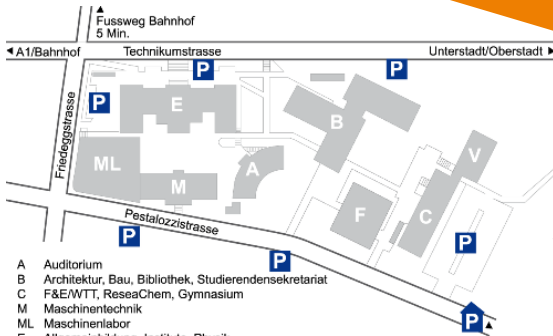 Fussweg Bahnhof
5 Min.
A1/Bahnhof
Technikumstrasse
Unterstadt/Oberstadt
P
P
P
Friedeggstrasse
E
B
V
ML
A
M
F
C
P
Pestalozzistrasse
P
P
P
A Auditorium
B Architektur, Bau, Bibliothek, Studierendensekretariat
C F&E/WTT, ReseaChem, Gymnasium
M Maschinentechnik
ML Maschinenlabor